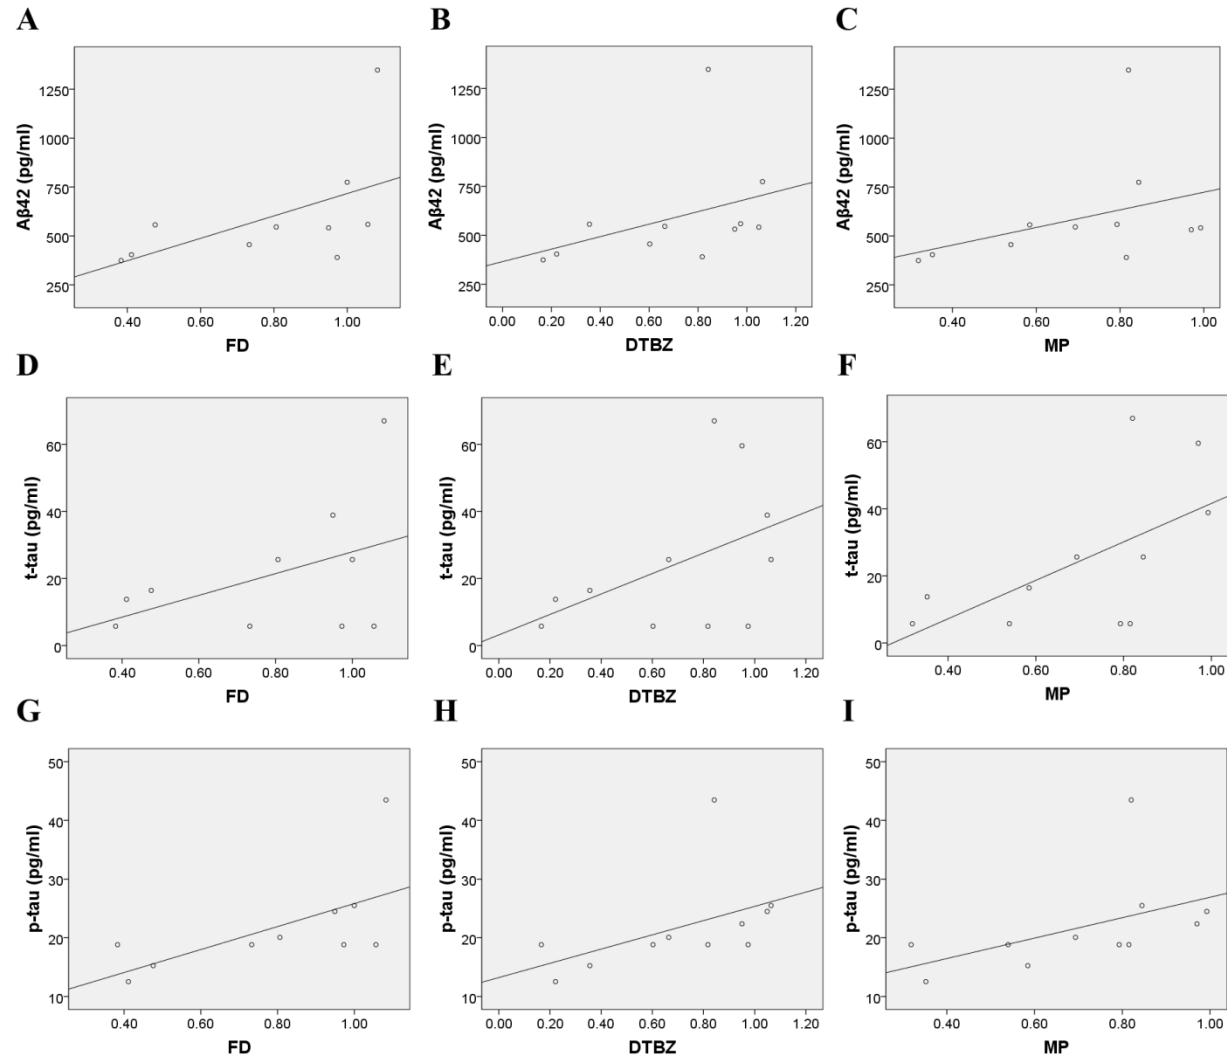 A
B
C
Aβ42 (pg/ml)
1250
1000
750
500
250
0.40 0.60 0.80 1.00
FD
Aβ42 (pg/ml)
1250
1000
750
500
250
0.00 0.20 0.40 0.60 0.80 1.00 1.20
DTBZ
Aβ42 (pg/ml)
1250
1000
750
500
250
0.40 0.60 0.80 1.00
MP
D
E
F
t-tau (pg/ml)
60
40
20
0
0.40 0.60 0.80 1.00
FD
t-tau (pg/ml)
60
40
20
0
0.00 0.20 0.40 0.60 0.80 1.00 1.20
DTBZ
t-tau (pg/ml)
60
40
20
0
0.40 0.60 0.80 1.00
MP
G
H
I
p-tau (pg/ml)
50
40
30
20
10
0.40 0.60 0.80 1.00
FD
p-tau (pg/ml)
50
40
30
20
10
0.00 0.20 0.40 0.60 0.80 1.00 1.20
DTBZ
p-tau (pg/ml)
50
40
30
20
10
0.40 0.60 0.80 1.00
MP